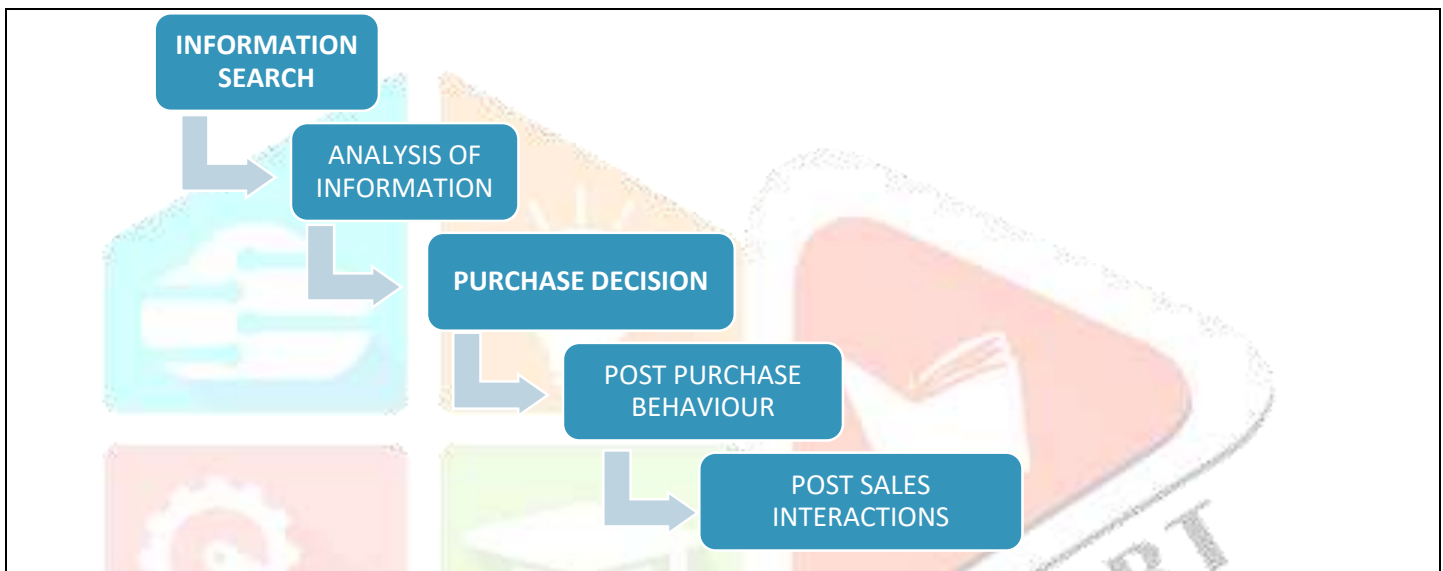 INFORMATION
SEARCH
ANALYSIS OF
INFORMATION
PURCHASE DECISION
POST PURCHASE
BEHAVIOUR
POST SALES
INTERACTIONS